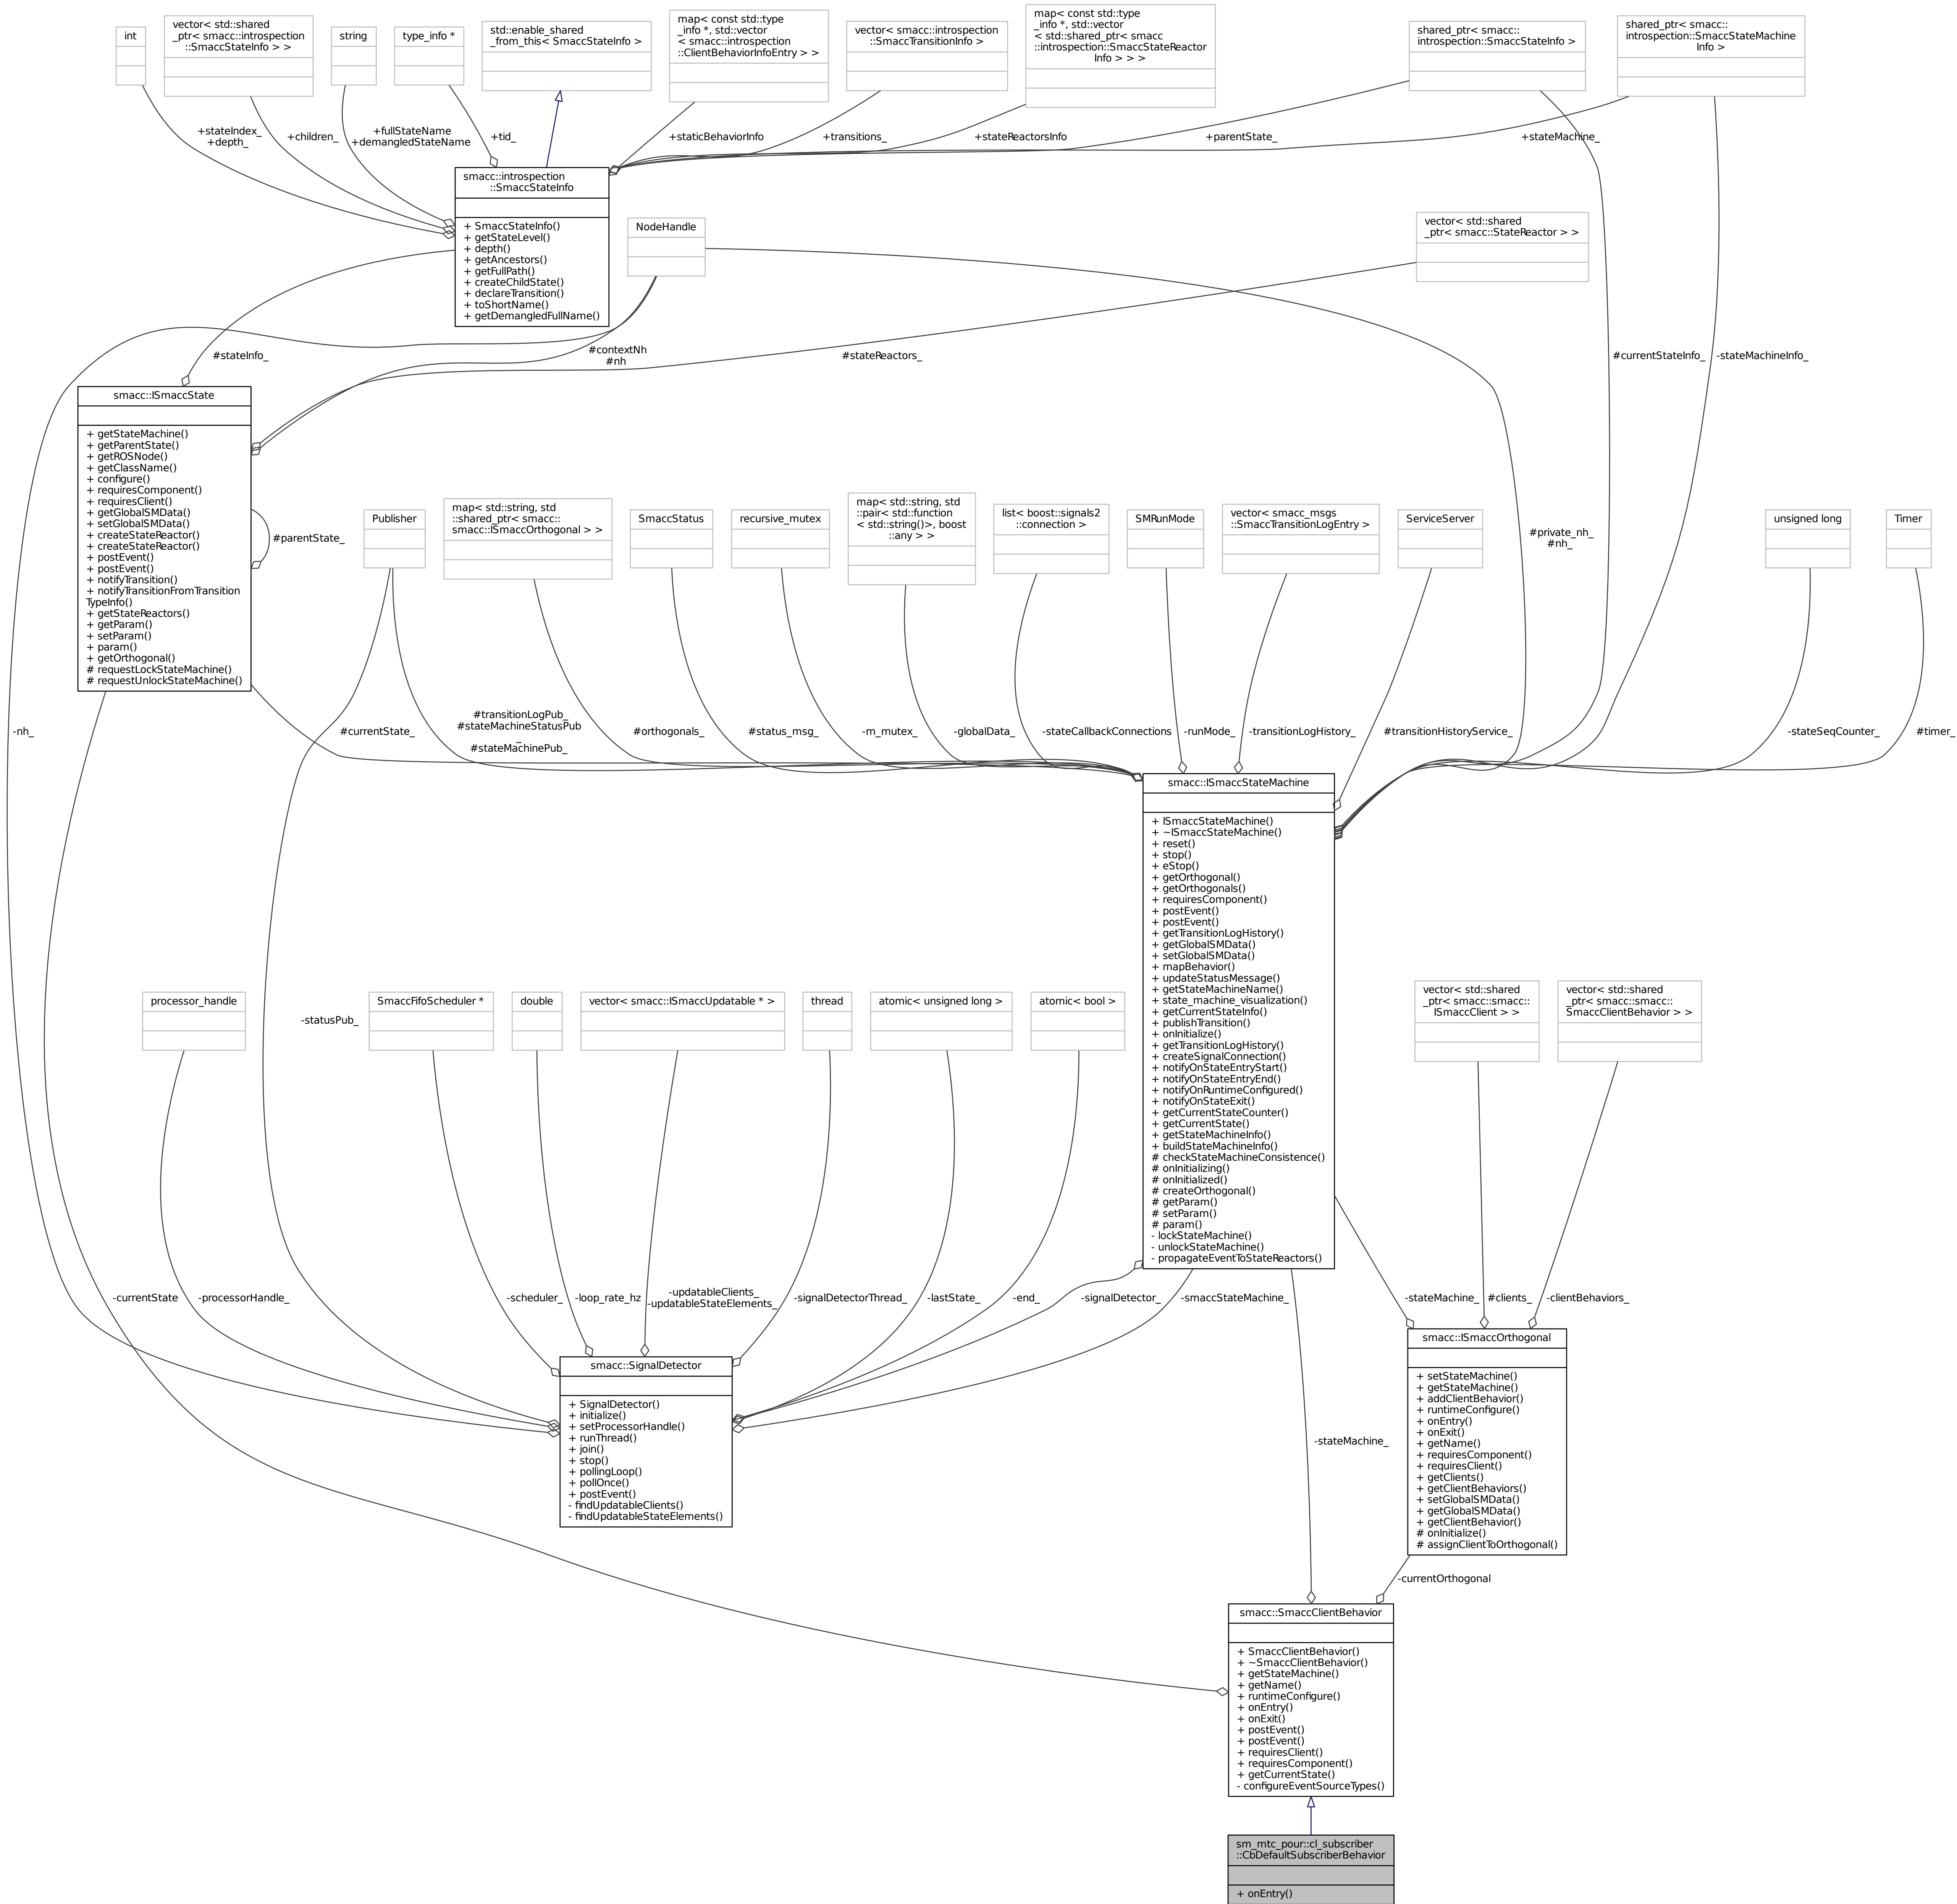 int
vector< std::shared
_ptr< smacc::introspection
::SmaccStateInfo > >
string
type_info *
std::enable_shared
_from_this< SmaccStateInfo >
map< const std::type
_info *, std::vector
< smacc::introspection
::ClientBehaviorInfoEntry > >
vector< smacc::introspection
::SmaccTransitionInfo >
map< const std::type
_info *, std::vector
< std::shared_ptr< smacc
::introspection::SmaccStateReactor
Info > > >
shared_ptr< smacc::
introspection::SmaccStateInfo >
shared_ptr< smacc::
introspection::SmaccStateMachine
Info >
+stateIndex_
+depth_
+children_
+fullStateName
+demangledStateName
+tid_
+staticBehaviorInfo
+transitions_
+stateReactorsInfo
+parentState_
+stateMachine_
smacc::introspection
::SmaccStateInfo
+ SmaccStateInfo()
+ getStateLevel()
+ depth()
+ getAncestors()
+ getFullPath()
+ createChildState()
+ declareTransition()
+ toShortName()
+ getDemangledFullName()
NodeHandle
vector< std::shared
_ptr< smacc::StateReactor > >
#stateInfo_
#contextNh
#nh
#stateReactors_
#currentStateInfo_
-stateMachineInfo_
smacc::ISmaccState
+ getStateMachine()
+ getParentState()
+ getROSNode()
+ getClassName()
+ configure()
+ requiresComponent()
+ requiresClient()
+ getGlobalSMData()
+ setGlobalSMData()
+ createStateReactor()
+ createStateReactor()
+ postEvent()
+ postEvent()
+ notifyTransition()
+ notifyTransitionFromTransition
TypeInfo()
+ getStateReactors()
+ getParam()
+ setParam()
+ param()
+ getOrthogonal()
# requestLockStateMachine()
# requestUnlockStateMachine()
#parentState_
Publisher
map< std::string, std
::shared_ptr< smacc::
smacc::ISmaccOrthogonal > >
SmaccStatus
recursive_mutex
map< std::string, std
::pair< std::function
< std::string()>, boost
::any > >
list< boost::signals2
::connection >
SMRunMode
vector< smacc_msgs
::SmaccTransitionLogEntry >
ServiceServer
#private_nh_
#nh_
unsigned long
Timer
-nh_
#currentState_
#transitionLogPub_
#stateMachineStatusPub
_
#stateMachinePub_
#orthogonals_
#status_msg_
-m_mutex_
-globalData_
-stateCallbackConnections
-runMode_
-transitionLogHistory_
#transitionHistoryService_
-stateSeqCounter_
#timer_
smacc::ISmaccStateMachine
+ ISmaccStateMachine()
+ ~ISmaccStateMachine()
+ reset()
+ stop()
+ eStop()
+ getOrthogonal()
+ getOrthogonals()
+ requiresComponent()
+ postEvent()
+ postEvent()
+ getTransitionLogHistory()
+ getGlobalSMData()
+ setGlobalSMData()
+ mapBehavior()
+ updateStatusMessage()
+ getStateMachineName()
+ state_machine_visualization()
+ getCurrentStateInfo()
+ publishTransition()
+ onInitialize()
+ getTransitionLogHistory()
+ createSignalConnection()
+ notifyOnStateEntryStart()
+ notifyOnStateEntryEnd()
+ notifyOnRuntimeConfigured()
+ notifyOnStateExit()
+ getCurrentStateCounter()
+ getCurrentState()
+ getStateMachineInfo()
+ buildStateMachineInfo()
# checkStateMachineConsistence()
# onInitializing()
# onInitialized()
# createOrthogonal()
# getParam()
# setParam()
# param()
- lockStateMachine()
- unlockStateMachine()
- propagateEventToStateReactors()
processor_handle
-statusPub_
SmaccFifoScheduler *
double
vector< smacc::ISmaccUpdatable * >
thread
atomic< unsigned long >
atomic< bool >
vector< std::shared
_ptr< smacc::smacc::
ISmaccClient > >
vector< std::shared
_ptr< smacc::smacc::
SmaccClientBehavior > >
-currentState
-processorHandle_
-scheduler_
-loop_rate_hz
-updatableClients_
-updatableStateElements_
-signalDetectorThread_
-lastState_
-end_
-signalDetector_
-smaccStateMachine_
-stateMachine_
#clients_
-clientBehaviors_
smacc::SignalDetector
+ SignalDetector()
+ initialize()
+ setProcessorHandle()
+ runThread()
+ join()
+ stop()
+ pollingLoop()
+ pollOnce()
+ postEvent()
- findUpdatableClients()
- findUpdatableStateElements()
smacc::ISmaccOrthogonal
+ setStateMachine()
+ getStateMachine()
+ addClientBehavior()
+ runtimeConfigure()
+ onEntry()
+ onExit()
+ getName()
+ requiresComponent()
+ requiresClient()
+ getClients()
+ getClientBehaviors()
+ setGlobalSMData()
+ getGlobalSMData()
+ getClientBehavior()
# onInitialize()
# assignClientToOrthogonal()
-stateMachine_
-currentOrthogonal
smacc::SmaccClientBehavior
+ SmaccClientBehavior()
+ ~SmaccClientBehavior()
+ getStateMachine()
+ getName()
+ runtimeConfigure()
+ onEntry()
+ onExit()
+ postEvent()
+ postEvent()
+ requiresClient()
+ requiresComponent()
+ getCurrentState()
- configureEventSourceTypes()
sm_mtc_pour::cl_subscriber
::CbDefaultSubscriberBehavior
+ onEntry()